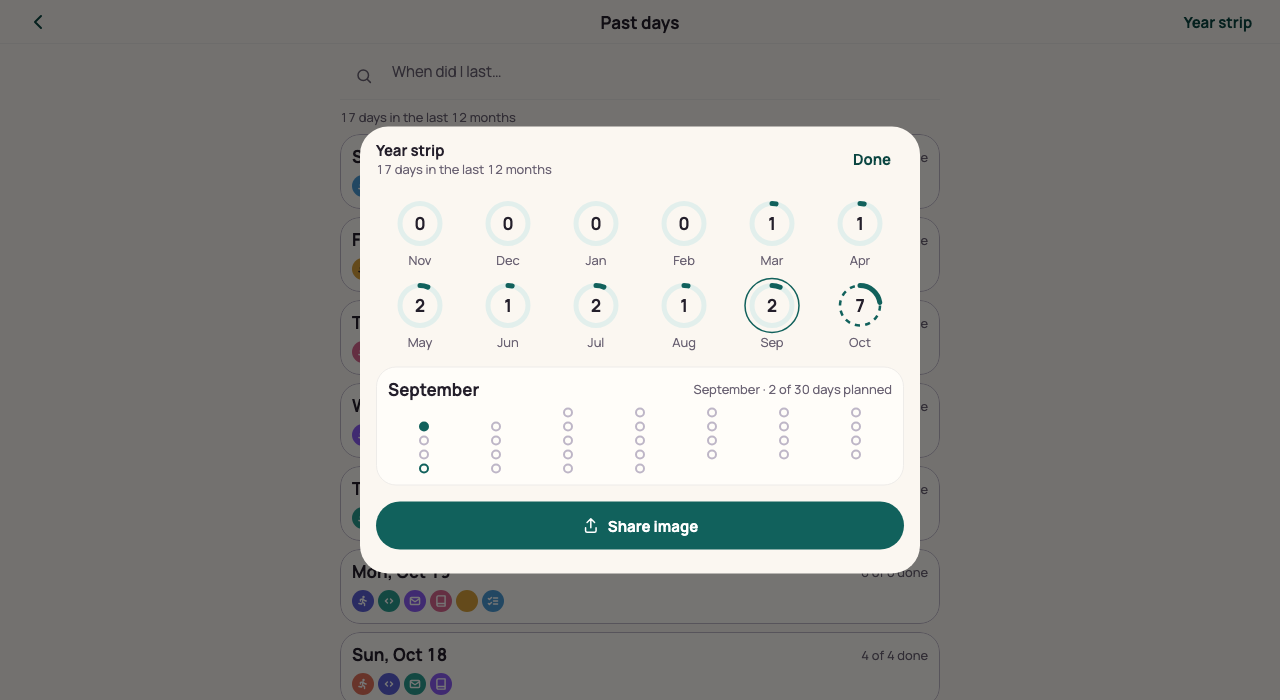 Past days
Year strip
When did I last...
17 days in the last 12 months
Year strip
17 days in the last 12 months
Done
0 0 0 0 1 1
Nov Dec Jan Feb Mar Apr
2 1 2 1 2 7
May Jun Jul Aug Sep Oct
September
September · 2 of 30 days planned
Share image
Mon, Oct 19
done
Sun, Oct 18
4 of 4 done